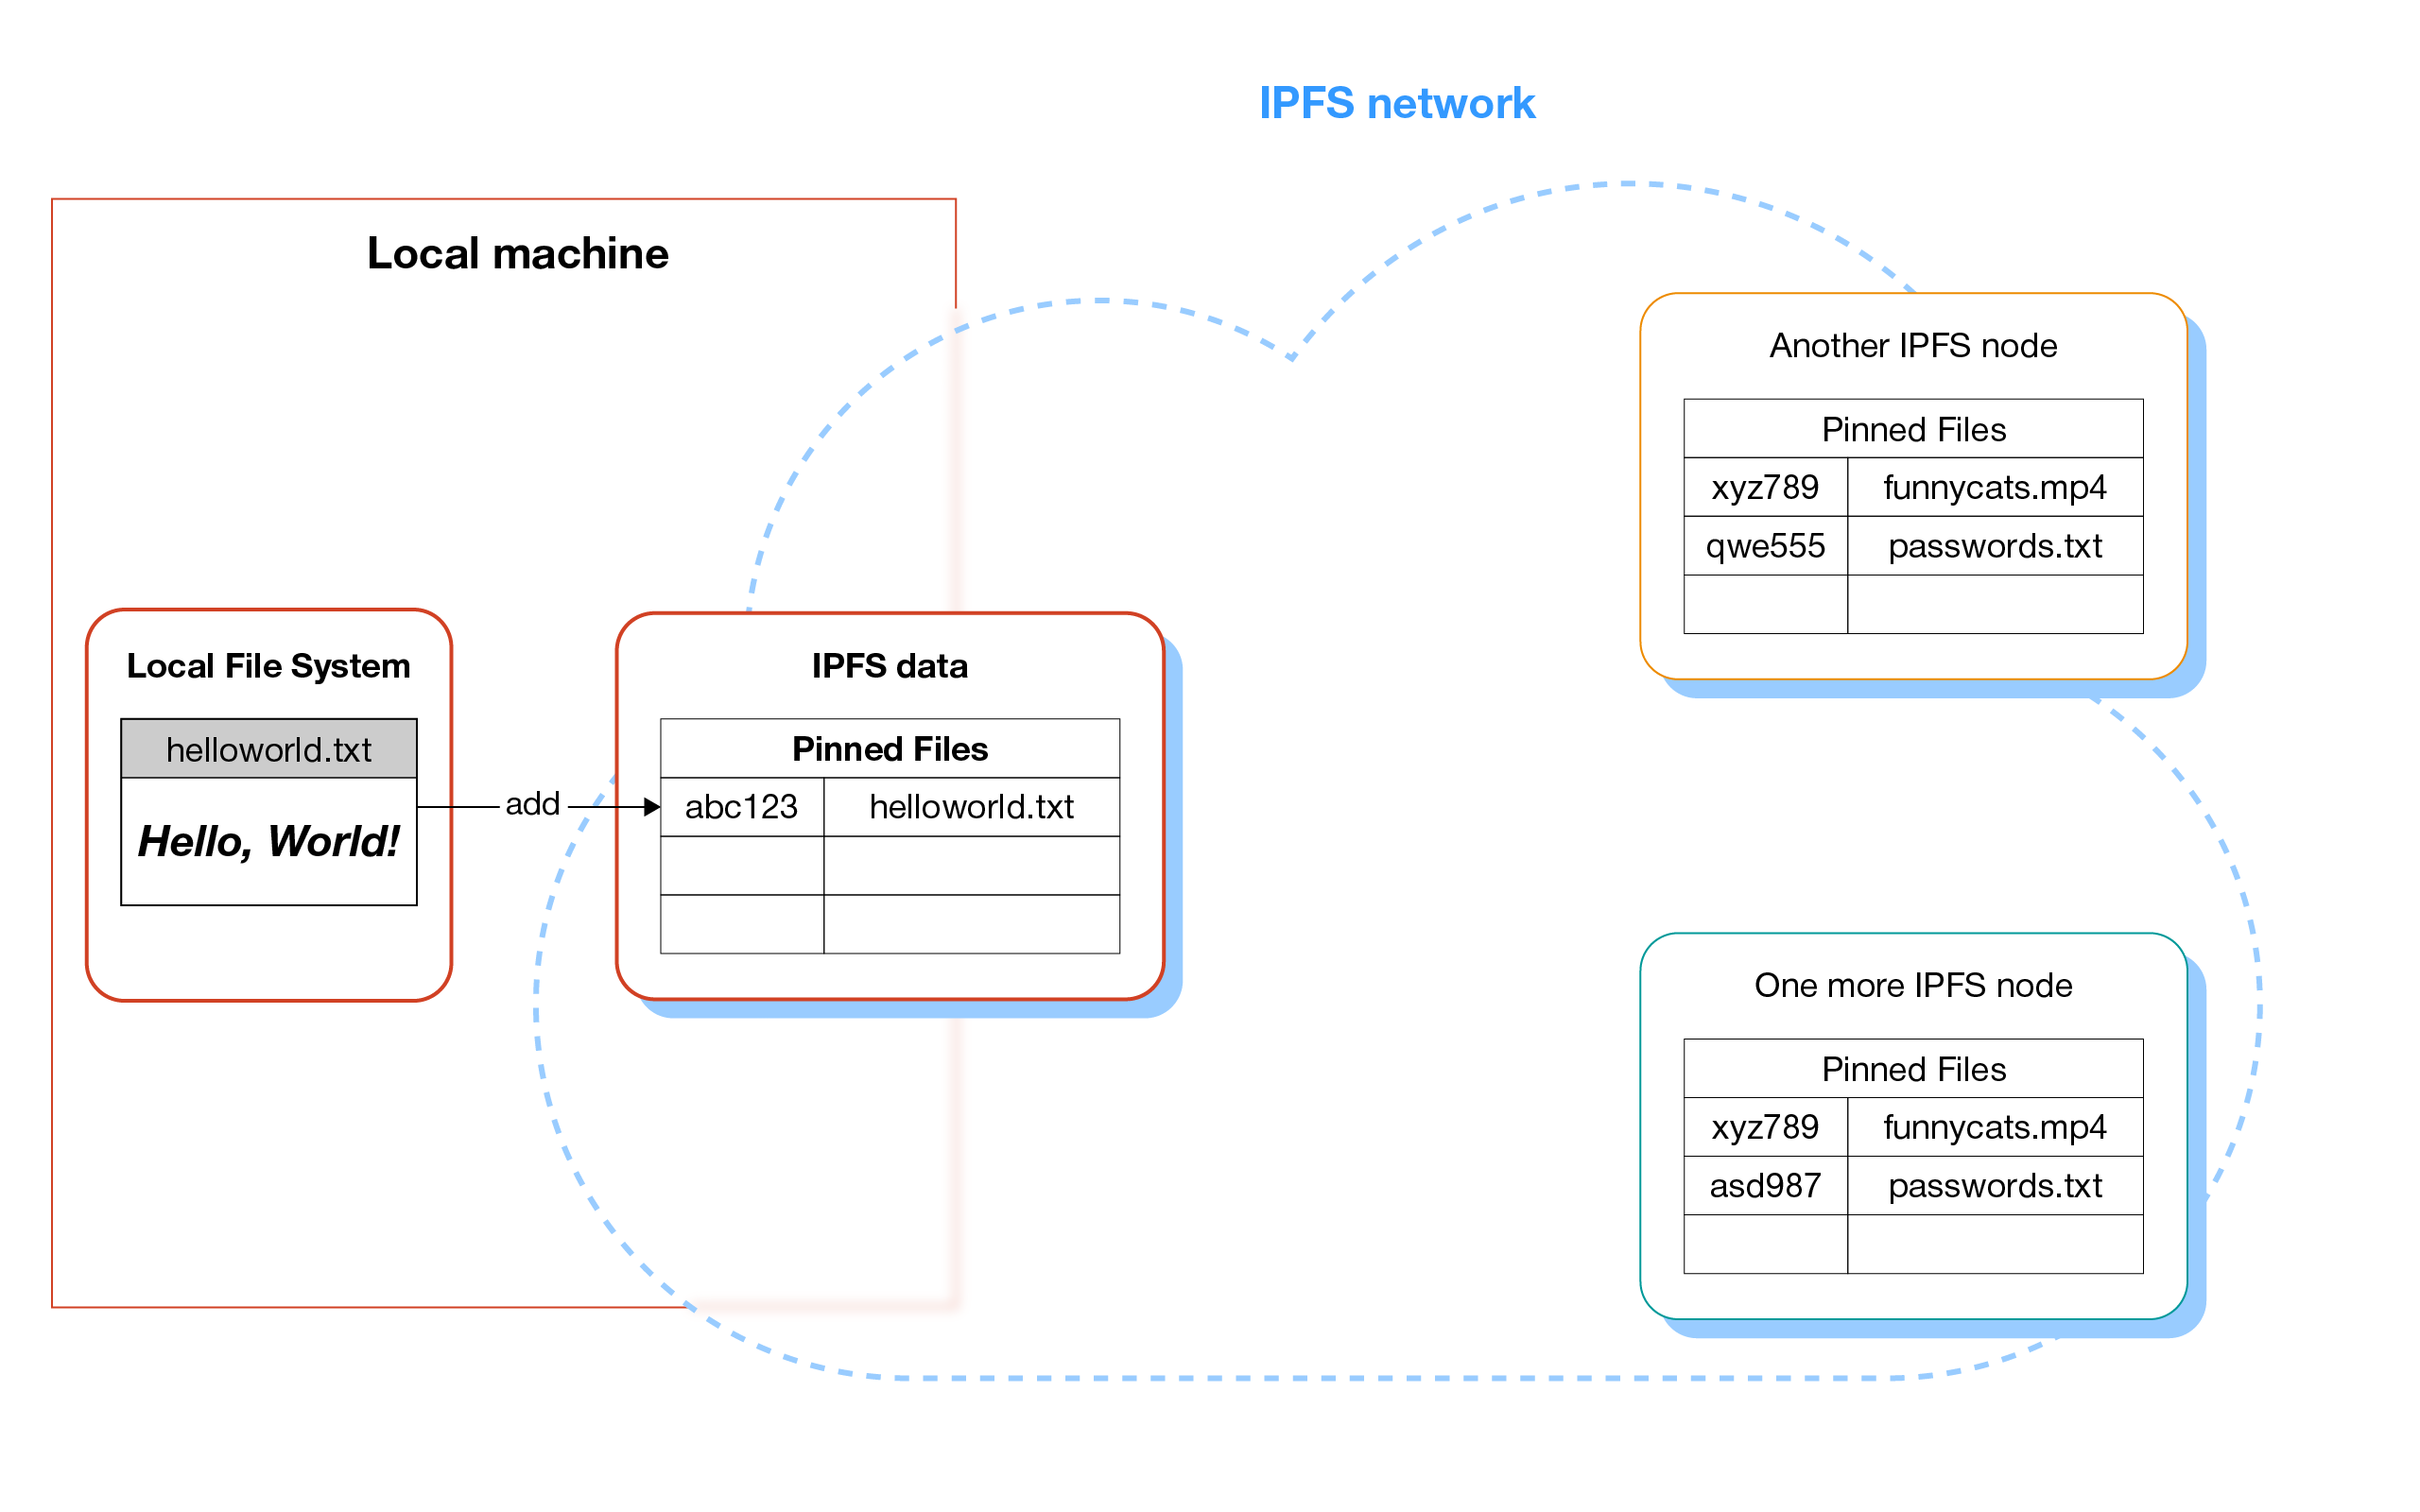 IPFS network
Local machine
Local File System
helloworld.txt
Hello, World!
add
IPFS data
Pinned Files
abc123 helloworld.txt
Another IPFS node
Pinned Files
xyz789 funnycats.mp4
qwe555 passwords.txt
One more IPFS node
Pinned Files
xyz789 funnycats.mp4
asd987 passwords.txt